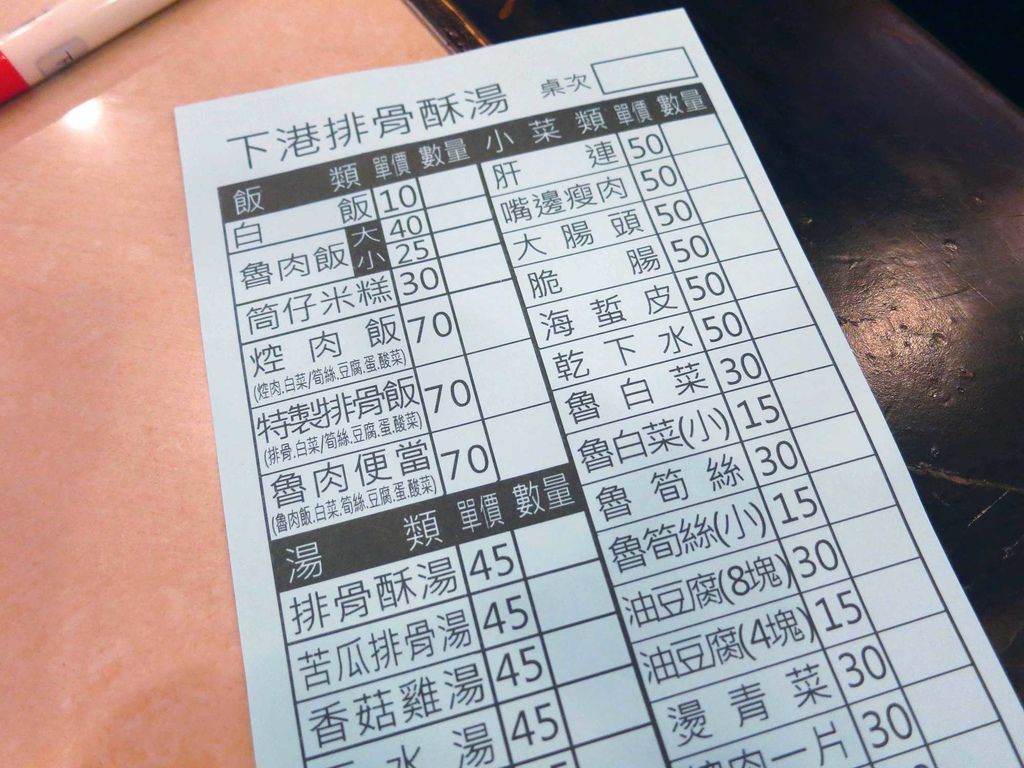 下港排骨酥湯 桌次
飯類 單價 數量
白飯 10
魯肉飯 大 40
小 25
筒仔米糕 30
焢肉飯 70
(焢肉.白菜/筍絲.豆腐.蛋.酸菜)
特製排骨飯 70
(排骨.白菜/筍絲.豆腐.蛋.酸菜)
魯肉便當 70
(魯肉飯.白菜.筍絲.豆腐.蛋.酸菜)
湯類 單價 數量
排骨酥湯 45
苦瓜排骨湯 45
香菇雞湯 45
水湯 45
小菜類 單價 數量
肝連 50
嘴邊瘦肉 50
大腸頭 50
脆腸 50
海蜇皮 50
乾下水 50
魯白菜 30
魯白菜(小) 15
魯筍絲 30
魯筍絲(小) 15
油豆腐(8塊) 30
油豆腐(4塊) 15
燙青菜 30
肉一片 30